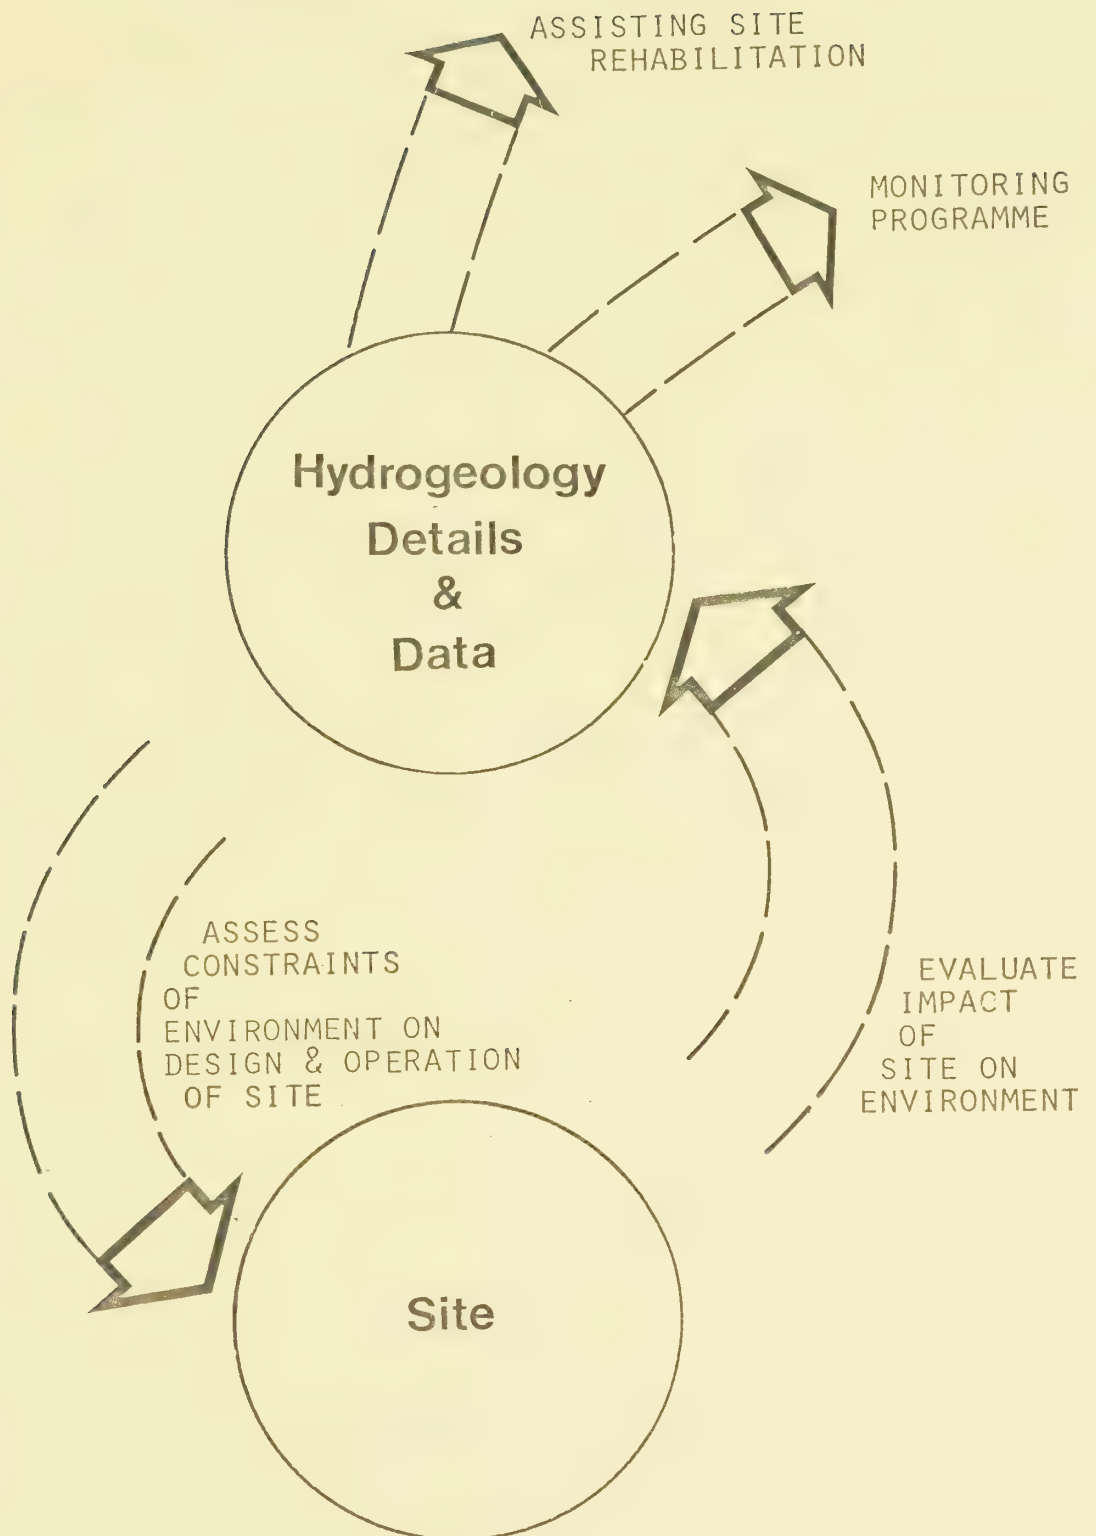 ASSISTING SITE
REHABILITATION
MONITORING
PROGRAMME
Hydrogeology
Details
&
Data
ASSESS
CONSTRAINTS
OF
ENVIRONMENT ON
DESIGN & OPERATION
OF SITE
EVALUATE
IMPACT
OF
SITE ON
ENVIRONMENT
Site